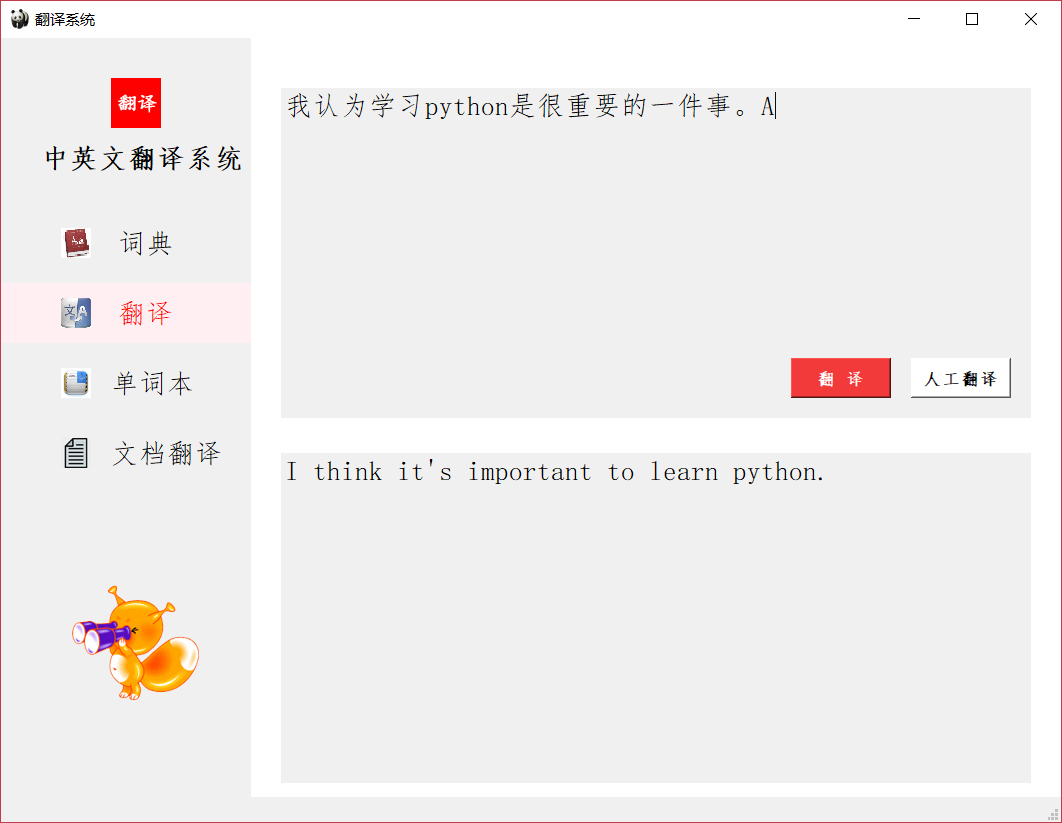 翻译系统
翻译
中英文翻译系统
词典
翻译
单词本
文档翻译
我认为学习python是很重要的一件事。A
翻 译
人工翻译
I think it's important to learn python.